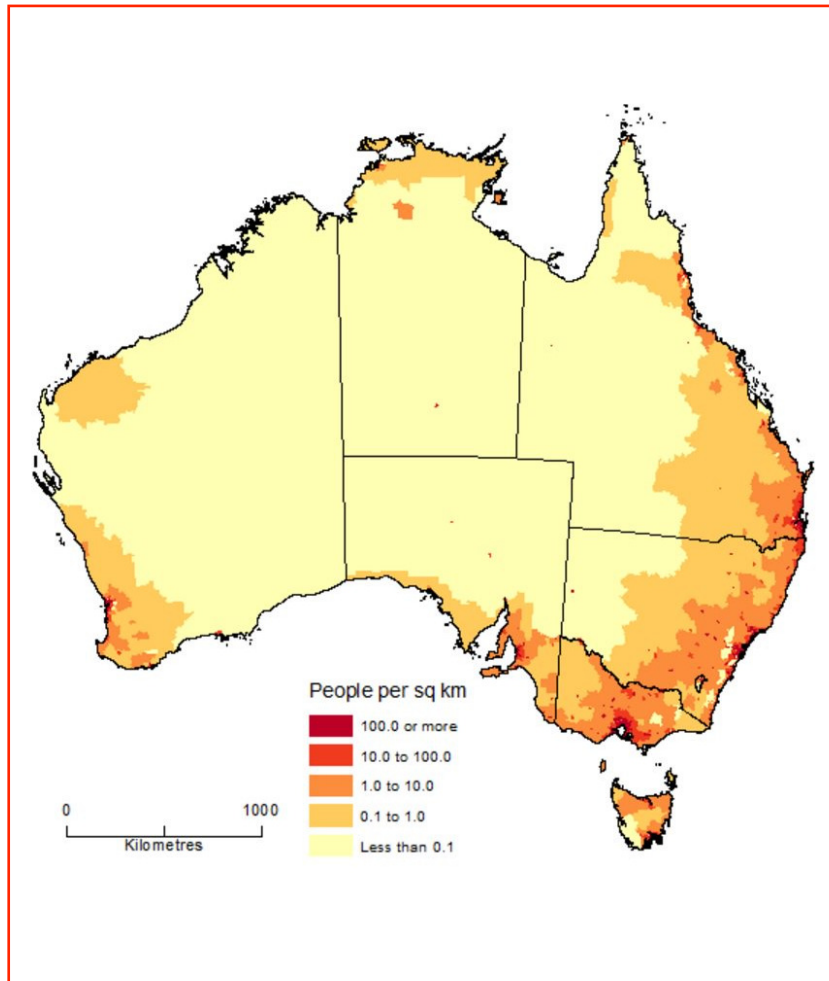 People per sq km
100.0 or more
10.0 to 100.0
1.0 to 10.0
0.1 to 1.0
Less than 0.1
0 1000
Kilometres